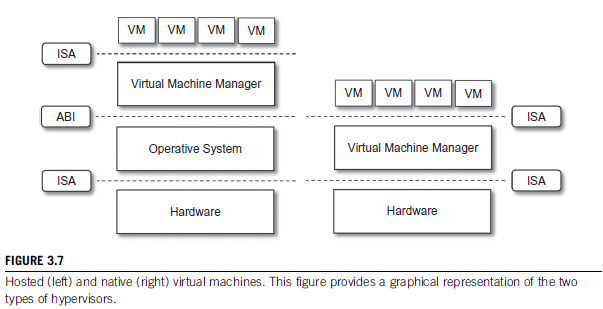 VM VM VM VM
ISA
Virtual Machine Manager
VM VM VM VM
ABI
ISA
Operative System
Virtual Machine Manager
ISA
ISA
Hardware
Hardware
FIGURE 3.7
Hosted (left) and native (right) virtual machines. This figure provides a graphical representation of the two
types of hypervisors.